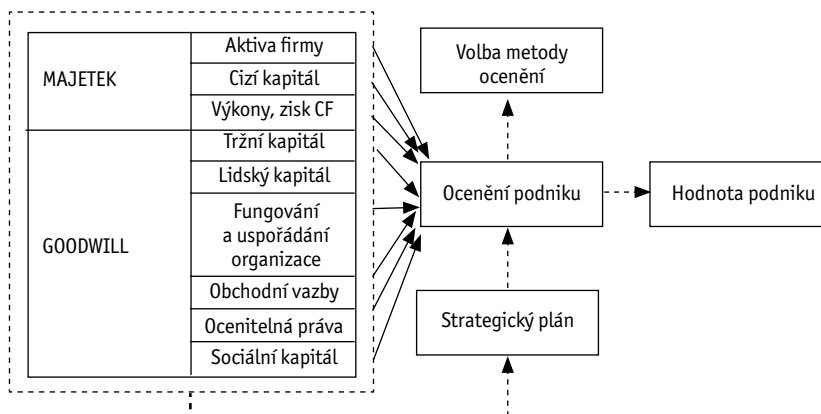 MAJETEK
Aktiva firmy
Cizí kapitál
Výkony, zisk CF
GOODWILL
Tržní kapitál
Lidský kapitál
Fungování
a uspořádání
organizace
Obchodní vazby
Ocenitelná práva
Sociální kapitál
Volba metody
ocenění
Ocenění podniku
Hodnota podniku
Strategický plán